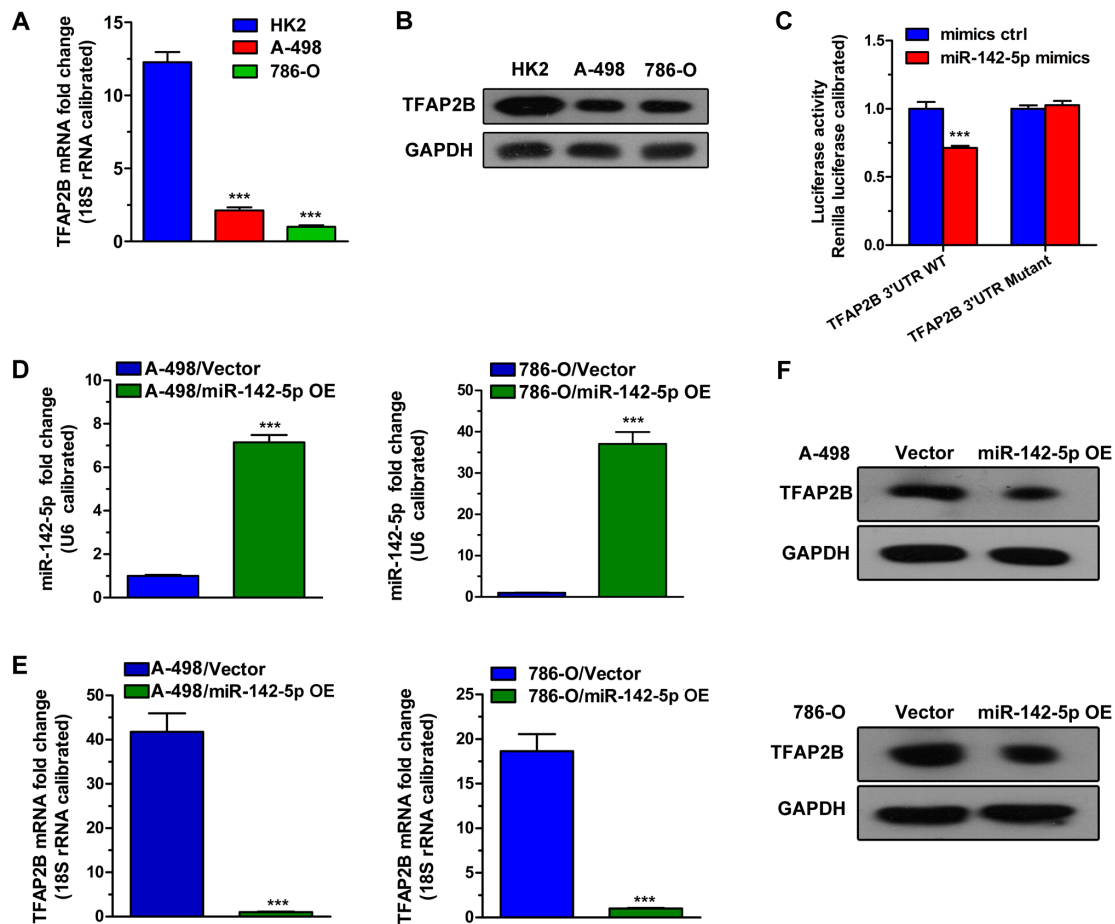 A
TFAP2B mRNA fold change
(18S rRNA calibrated)
15
10
5
0
HK2
A-498
786-O
***
***
B
HK2 A-498 786-O
TFAP2B
GAPDH
C
mimics ctrl
miR-142-5p mimics
Luciferase activity
Renilla luciferase calibrated)
1.5
1.0
0.5
0.0
***
TFAP2B 3'UTR WT
TFAP2B 3'UTR Mutant
D
A-498/Vector
A-498/miR-142-5p OE
miR-142-5p fold change
(U6 calibrated)
10
8
6
4
2
0
***
786-O/Vector
786-O/miR-142-5p OE
miR-142-5p fold change
(U6 calibrated)
50
40
30
20
10
0
***
E
A-498/Vector
A-498/miR-142-5p OE
TFAP2B mRNA fold change
(18S rRNA calibrated)
50
40
30
20
10
0
***
786-O/Vector
786-O/miR-142-5p OE
TFAP2B mRNA fold change
(18S rRNA calibrated)
25
20
15
10
5
0
***
F
A-498 Vector miR-142-5p OE
TFAP2B
GAPDH
786-O Vector miR-142-5p OE
TFAP2B
GAPDH